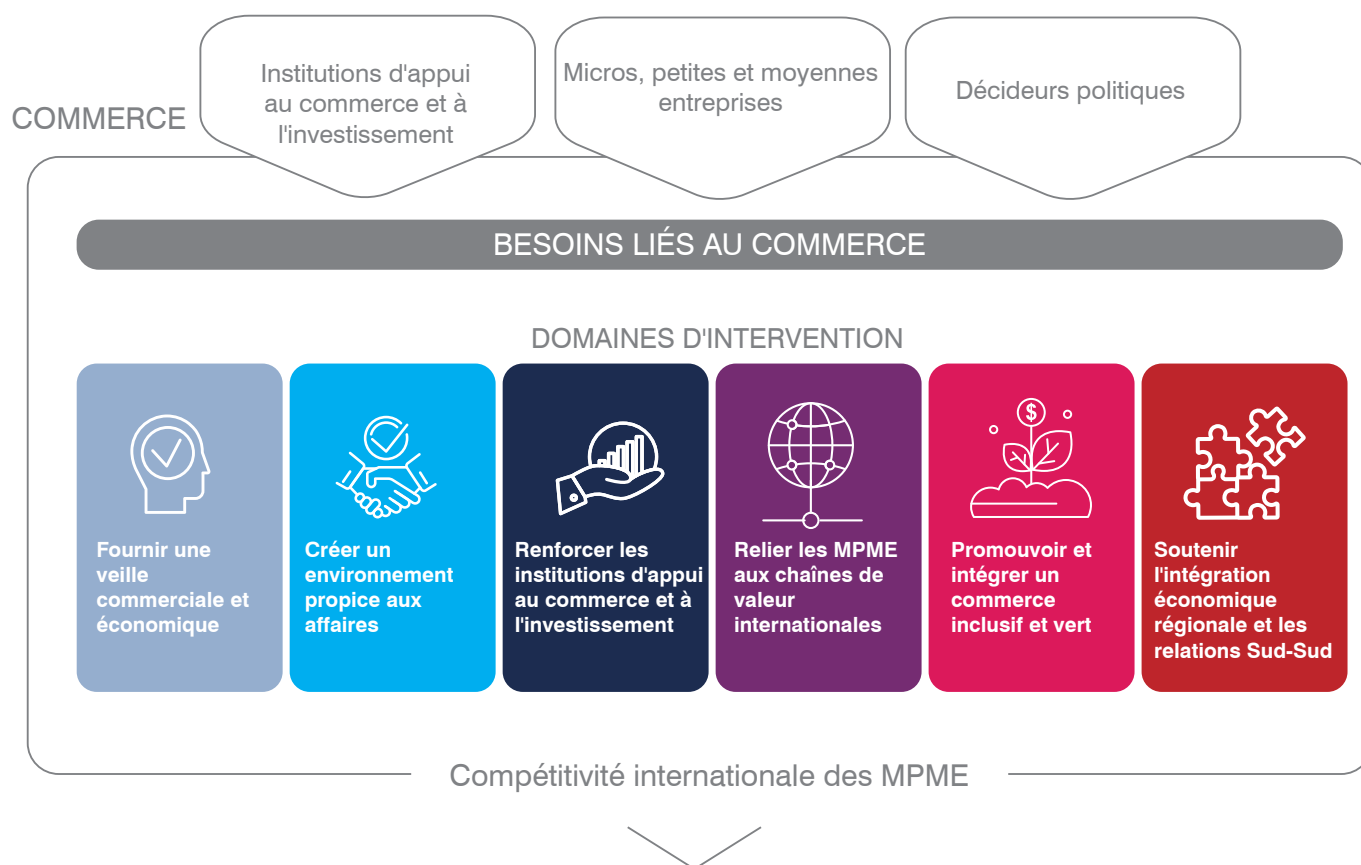 Institutions d'appui
au commerce et à
l'investissement
Micros, petites et moyennes
entreprises
Décideurs politiques
COMMERCE
BESOINS LIÉS AU COMMERCE
DOMAINES D'INTERVENTION
$
Fournir une
veille
commerciale et
économique
Créer un
environnement
propice aux
affaires
Renforcer les
institutions d'appui
au commerce et à
l'investissement
Relier les MPME
aux chaînes de
valeur
internationales
Promouvoir et
intégrer un
commerce
inclusif et vert
Soutenir
l'intégration
économique
régionale et les
relations Sud-Sud
Compétitivité internationale des MPME